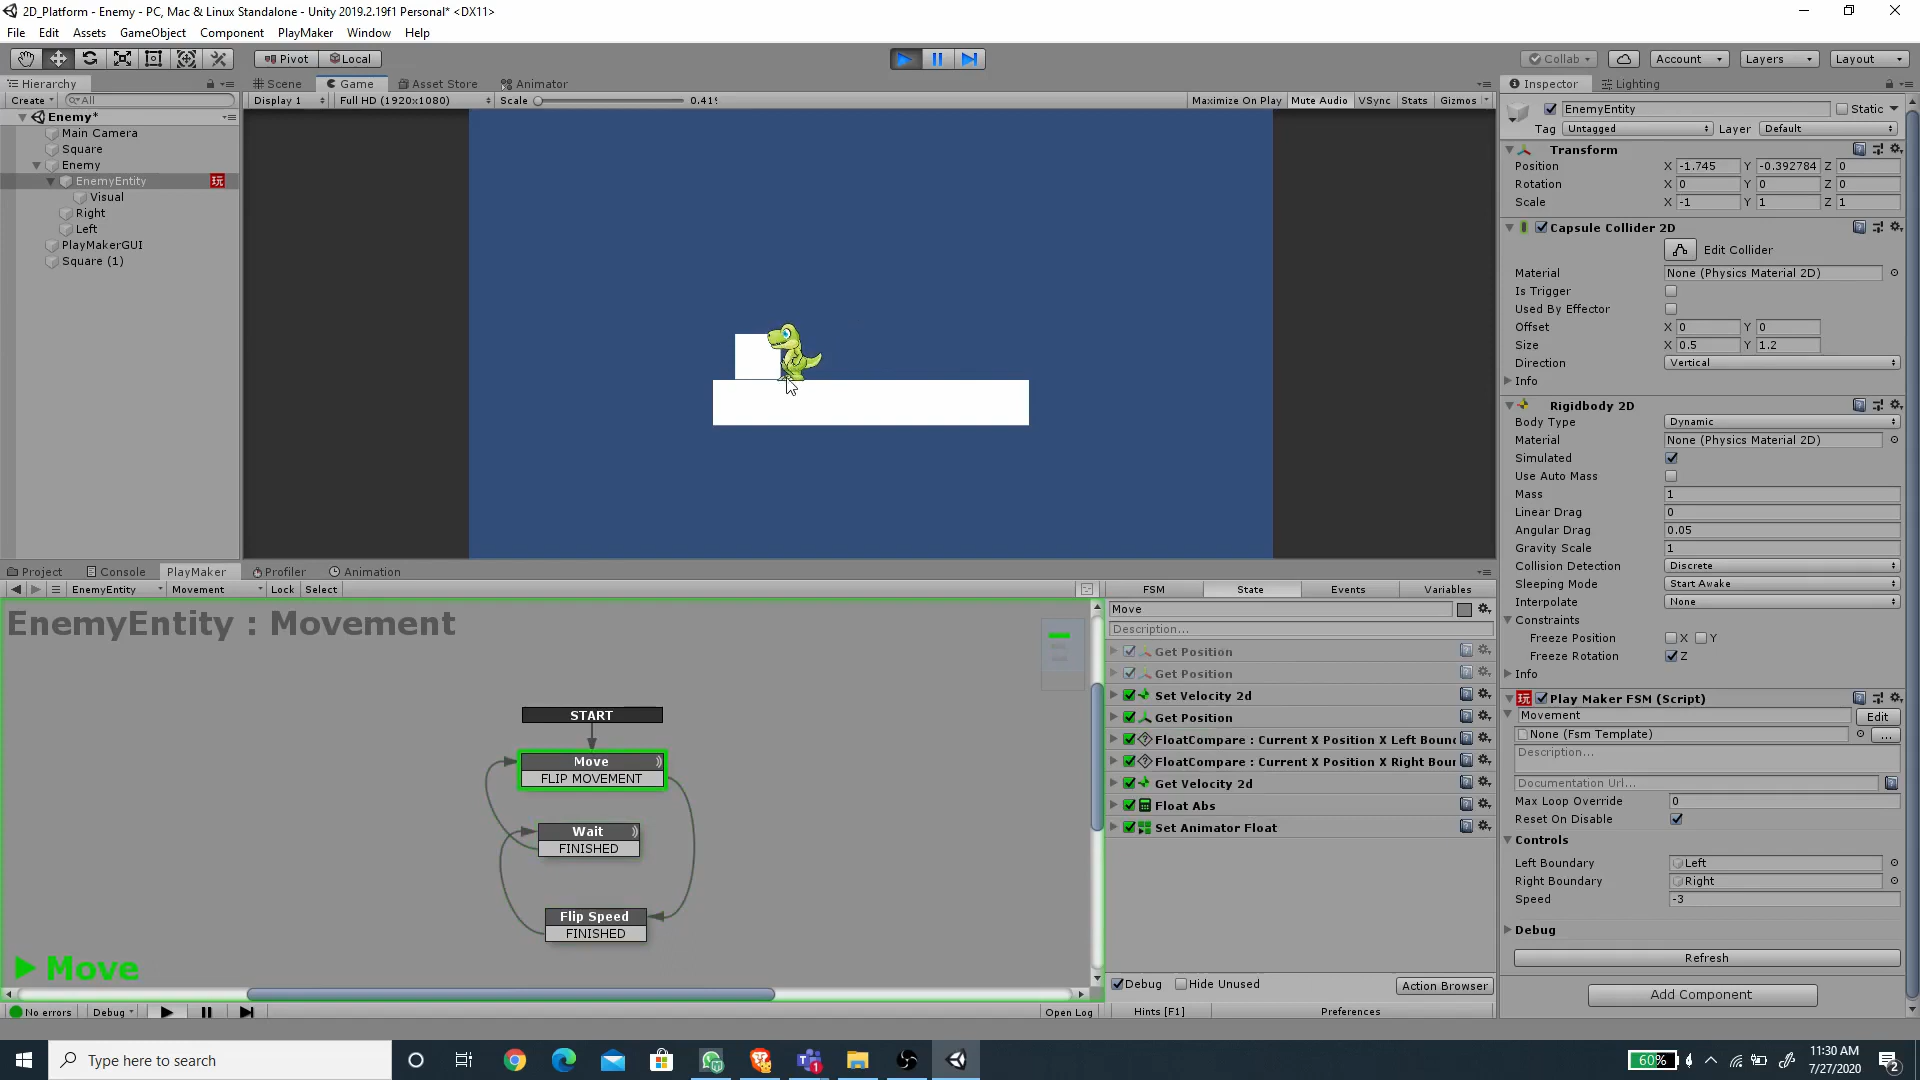 2D_Platform - Enemy - PC, Mac & Linux Standalone - Unity 2019.2.19f1 Personal* <DX11>
File Edit Assets GameObject Component PlayMaker Window Help
Pivot Local Collab Account Layers Layout
Hierarchy Scene Game Asset Store Animator Inspector Lighting
Create All Display 1 Full HD (1920x1080) Scale 0.41 Maximize On Play Mute Audio VSync Stats Gizmos
Enemy*
Main Camera
Square
Enemy
EnemyEntity 玩
Visual
Right
Left
PlayMakerGUI
Square (1)
EnemyEntity Static
Tag Untagged Layer Default
Transform
Position X -1.745 Y -0.392784 Z 0
Rotation X 0 Y 0 Z 0
Scale X -1 Y 1 Z 1
Capsule Collider 2D
Edit Collider
Material None (Physics Material 2D)
Is Trigger
Used By Effector
Offset X 0 Y 0
Size X 0.5 Y 1.2
Direction Vertical
Info
Rigidbody 2D
Body Type Dynamic
Material None (Physics Material 2D)
Simulated
Use Auto Mass
Mass 1
Linear Drag 0
Angular Drag 0.05
Gravity Scale 1
Collision Detection Discrete
Sleeping Mode Start Awake
Interpolate None
Constraints
Freeze Position X Y
Freeze Rotation Z
Info
玩 Play Maker FSM (Script)
Movement Edit
None (Fsm Template) ...
Description...
Documentation Url...
Max Loop Override 0
Reset On Disable
Controls
Left Boundary Left
Right Boundary Right
Speed -3
Debug
Refresh
Add Component
Project Console PlayMaker Profiler Animation
EnemyEntity Movement Lock Select FSM State Events Variables
EnemyEntity : Movement
START
Move
FLIP MOVEMENT
Wait
FINISHED
Flip Speed
FINISHED
Move
Move
Description...
Get Position
Get Position
Set Velocity 2d
Get Position
FloatCompare : Current X Position X Left Bound
FloatCompare : Current X Position X Right Bour
Get Velocity 2d
Float Abs
Set Animator Float
Debug Hide Unused Action Browser
No errors Debug Open Log Hints [F1] Preferences
Type here to search 1 60% 11:30 AM
7/27/2020 2